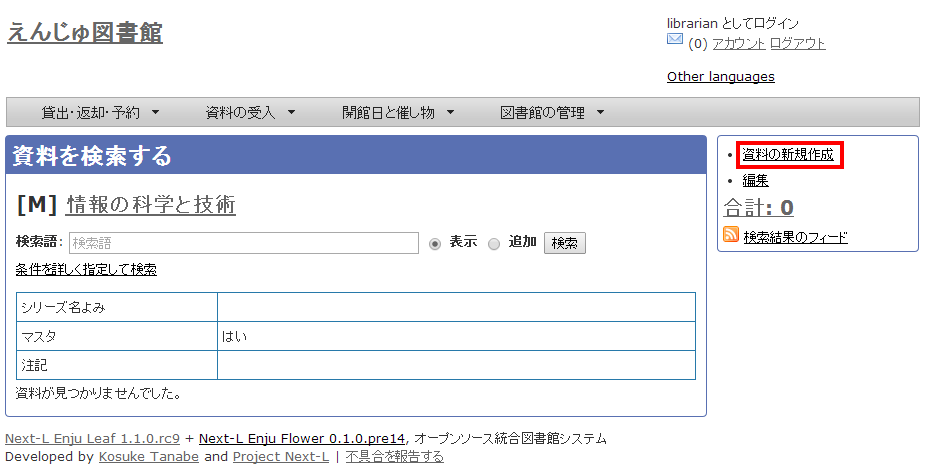 えんじゅ図書館
librarian としてログイン
(0) アカウント ログアウト
Other languages
貸出・返却・予約 資料の受入 開館日と催し物 図書館の管理
資料を検索する
[M] 情報の科学と技術
検索語: 検索語 表示 追加 検索
条件を詳しく指定して検索
シリーズ名よみ
マスタ はい
注記
資料が見つかりませんでした。
資料の新規作成
編集
合計: 0
検索結果のフィード
Next-L Enju Leaf 1.1.0.rc9 + Next-L Enju Flower 0.1.0.pre14, オープンソース統合図書館システム
Developed by Kosuke Tanabe and Project Next-L | 不具合を報告する